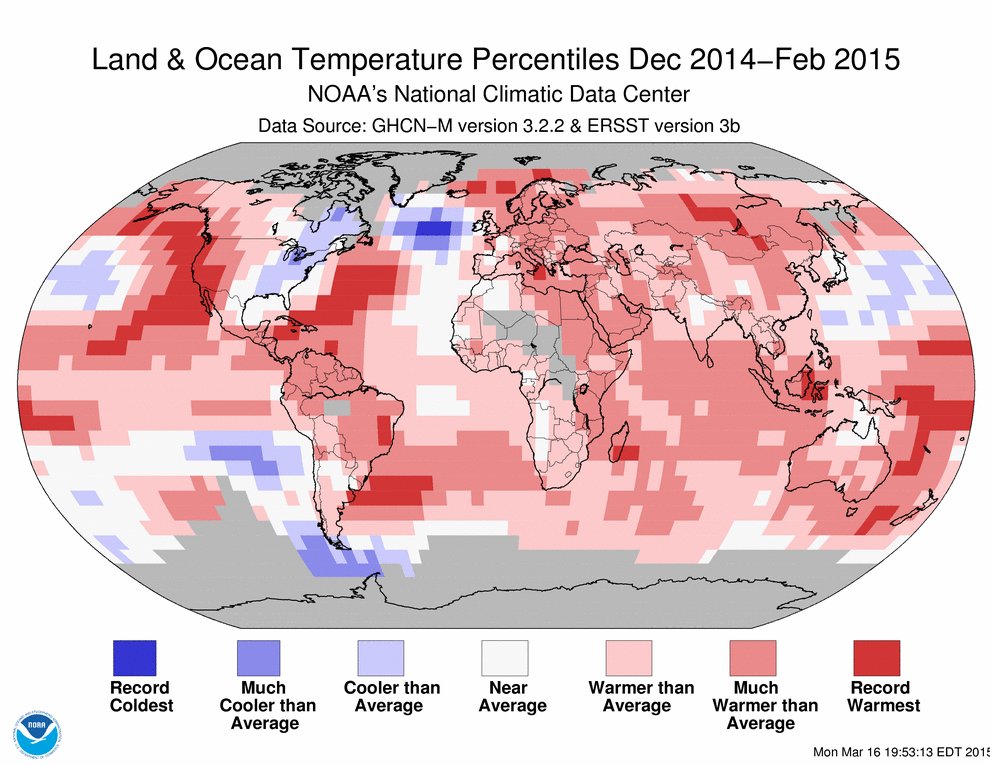 Land & Ocean Temperature Percentiles Dec 2014–Feb 2015
NOAA's National Climatic Data Center
Data Source: GHCN–M version 3.2.2 & ERSST version 3b
Record
Coldest
Much
Cooler than
Average
Cooler than
Average
Near
Average
Warmer than
Average
Much
Warmer than
Average
Record
Warmest
NOAA
Mon Mar 16 19:53:13 EDT 2015